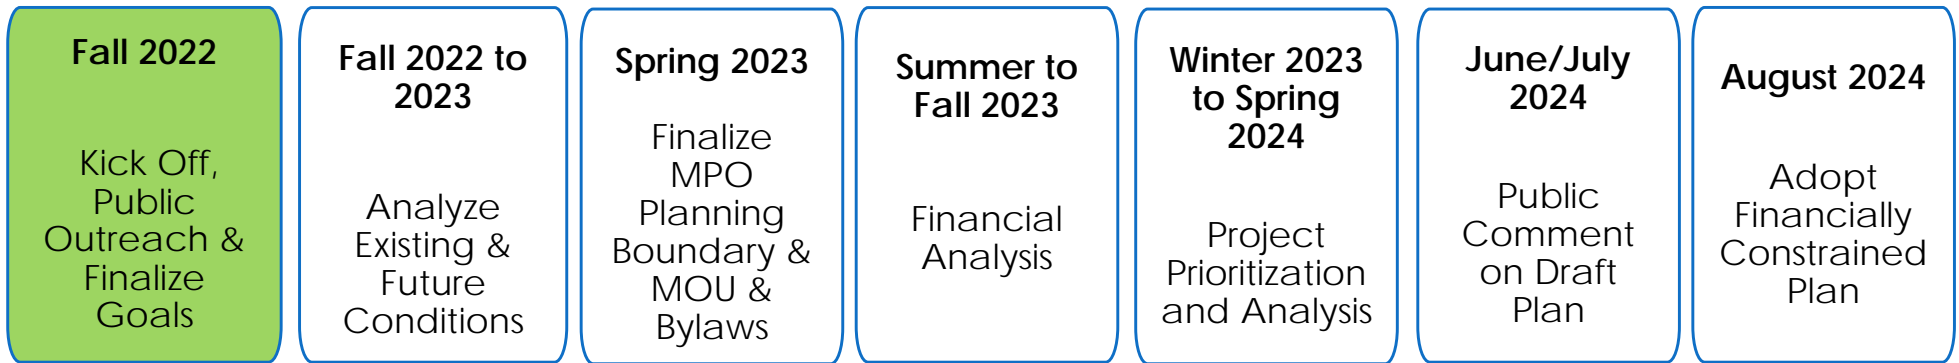 Fall 2022
Kick Off,
Public
Outreach &
Finalize
Goals
Fall 2022 to
2023
Analyze
Existing &
Future
Conditions
Spring 2023
Finalize
MPO
Planning
Boundary &
MOU &
Bylaws
Summer to
Fall 2023
Financial
Analysis
Winter 2023
to Spring
2024
Project
Prioritization
and Analysis
June/July
2024
Public
Comment
on Draft
Plan
August 2024
Adopt
Financially
Constrained
Plan